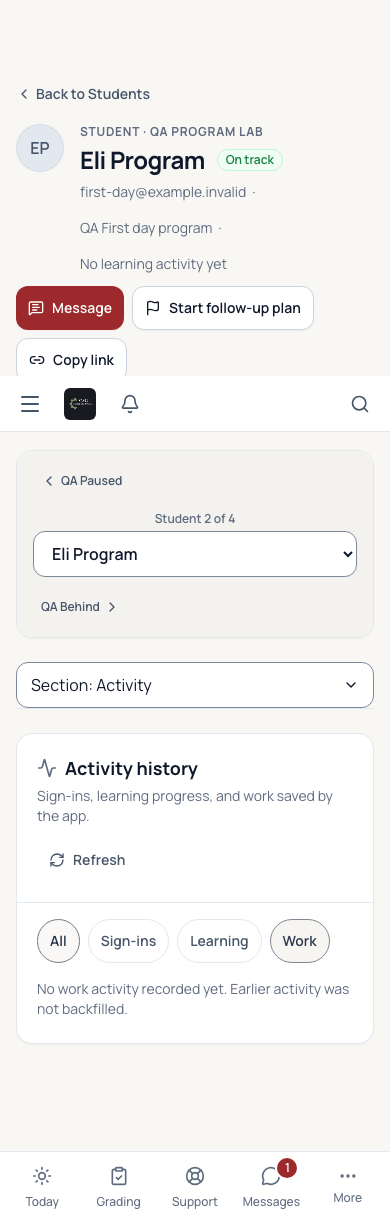 Back to Students
EP
STUDENT · QA PROGRAM LAB
Eli Program
On track
first-day@example.invalid ·
QA First day program ·
No learning activity yet
Message
Start follow-up plan
Copy link
QA Paused
Student 2 of 4
Eli Program
QA Behind
Section: Activity
Activity history
Sign-ins, learning progress, and work saved by
the app.
Refresh
All
Sign-ins
Learning
Work
No work activity recorded yet. Earlier activity was
not backfilled.
1
Today
Grading
Support
Messages
More